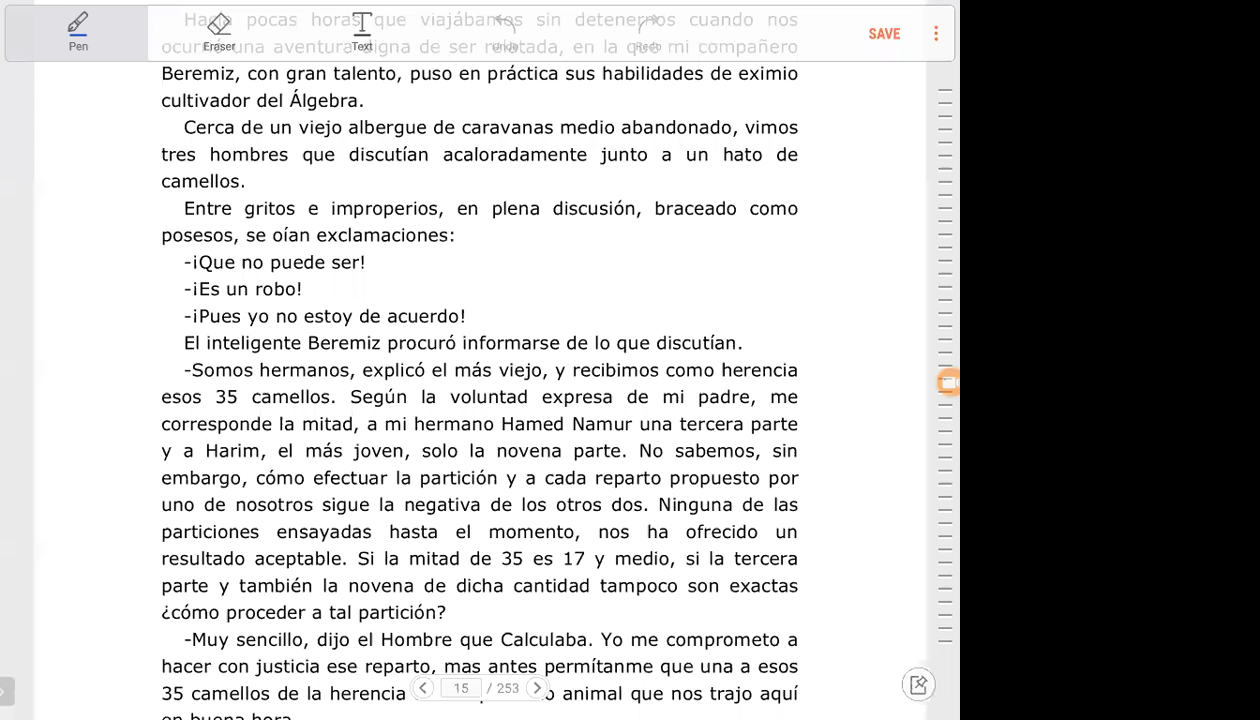 Pen
Eraser
Text
Undo
Redo
SAVE
Hacía pocas horas que viajábamos sin detenernos cuando nos
ocurrió una aventura digna de ser relatada, en la que mi compañero
Beremiz, con gran talento, puso en práctica sus habilidades de eximio
cultivador del Álgebra.
Cerca de un viejo albergue de caravanas medio abandonado, vimos
tres hombres que discutían acaloradamente junto a un hato de
camellos.
Entre gritos e improperios, en plena discusión, braceado como
posesos, se oían exclamaciones:
-¡Que no puede ser!
-¡Es un robo!
-¡Pues yo no estoy de acuerdo!
El inteligente Beremiz procuró informarse de lo que discutían.
-Somos hermanos, explicó el más viejo, y recibimos como herencia
esos 35 camellos. Según la voluntad expresa de mi padre, me
corresponde la mitad, a mi hermano Hamed Namur una tercera parte
y a Harim, el más joven, solo la novena parte. No sabemos, sin
embargo, cómo efectuar la partición y a cada reparto propuesto por
uno de nosotros sigue la negativa de los otros dos. Ninguna de las
particiones ensayadas hasta el momento, nos ha ofrecido un
resultado aceptable. Si la mitad de 35 es 17 y medio, si la tercera
parte y también la novena de dicha cantidad tampoco son exactas
¿cómo proceder a tal partición?
-Muy sencillo, dijo el Hombre que Calculaba. Yo me comprometo a
hacer con justicia ese reparto, mas antes permítanme que una a esos
35 camellos de la herencia animal que nos trajo aquí
en buena hora.
15 / 253